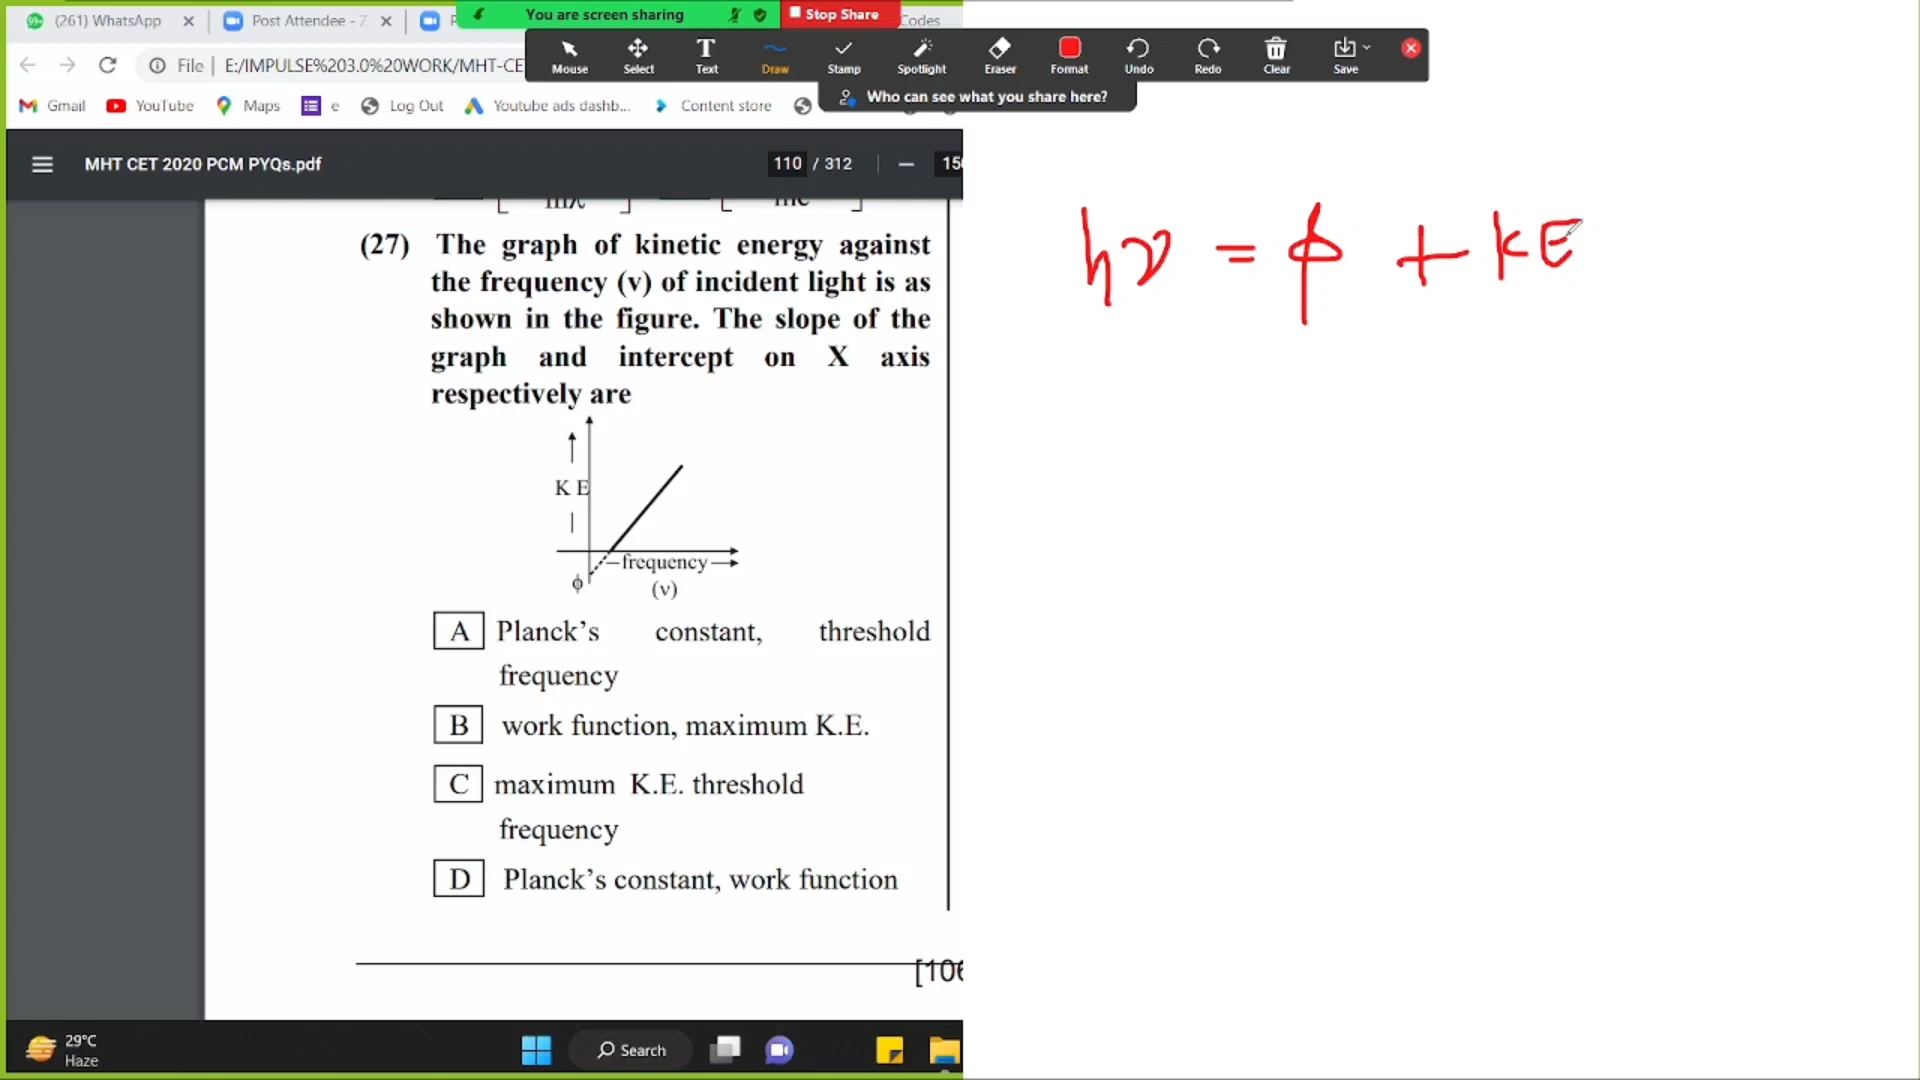 (261) WhatsApp
Post Attendee - Z
You are screen sharing
Stop Share
Codes
File
E:/IMPULSE%203.0%20WORK/MHT-CE
Mouse
Select
Text
Draw
Stamp
Spotlight
Eraser
Format
Undo
Redo
Clear
Save
Who can see what you share here?
Gmail
YouTube
Maps
e
Log Out
Youtube ads dashb...
Content store
MHT CET 2020 PCM PYQs.pdf
110 / 312
(27) The graph of kinetic energy against
the frequency (ν) of incident light is as
shown in the figure. The slope of the
graph and intercept on X axis
respectively are
K E
frequency
ϕ
(ν)
A Planck's constant, threshold
frequency
B work function, maximum K.E.
C maximum K.E. threshold
frequency
D Planck's constant, work function
hν = ϕ + KE
29°C
Haze
Search